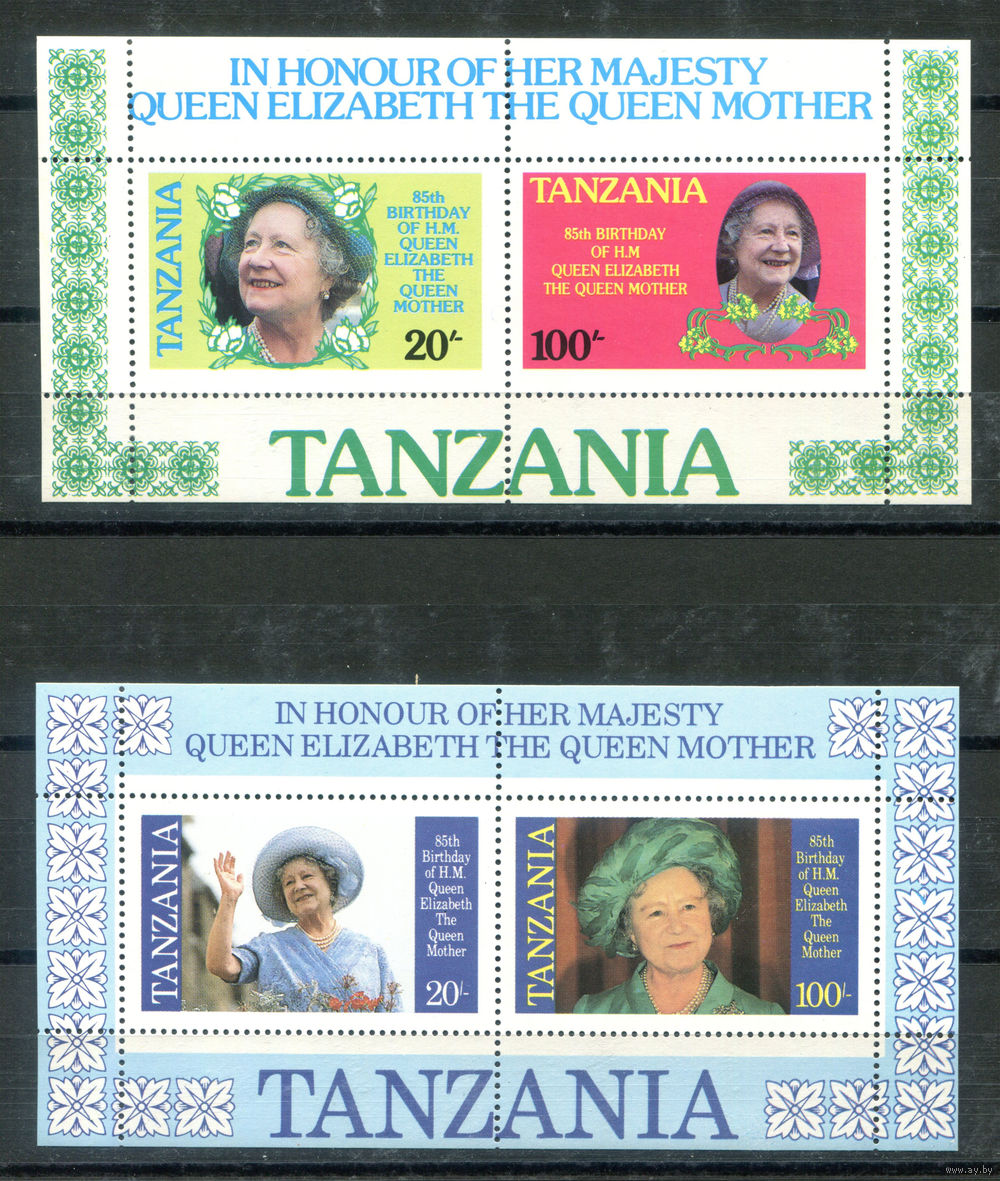 IN HONOUR OF HER MAJESTY
QUEEN ELIZABETH THE QUEEN MOTHER
TANZANIA
85th
BIRTHDAY
OF H.M.
QUEEN
ELIZABETH
THE
QUEEN
MOTHER
20/-
TANZANIA
85th BIRTHDAY
OF H.M
QUEEN ELIZABETH
THE QUEEN MOTHER
100/-
TANZANIA
IN HONOUR OF HER MAJESTY
QUEEN ELIZABETH THE QUEEN MOTHER
TANZANIA
85th
Birthday
of H.M.
Queen
Elizabeth
The
Queen
Mother
20/-
TANZANIA
85th
Birthday
of H.M.
Queen
Elizabeth
The
Queen
Mother
100/-
TANZANIA
www.ay.by